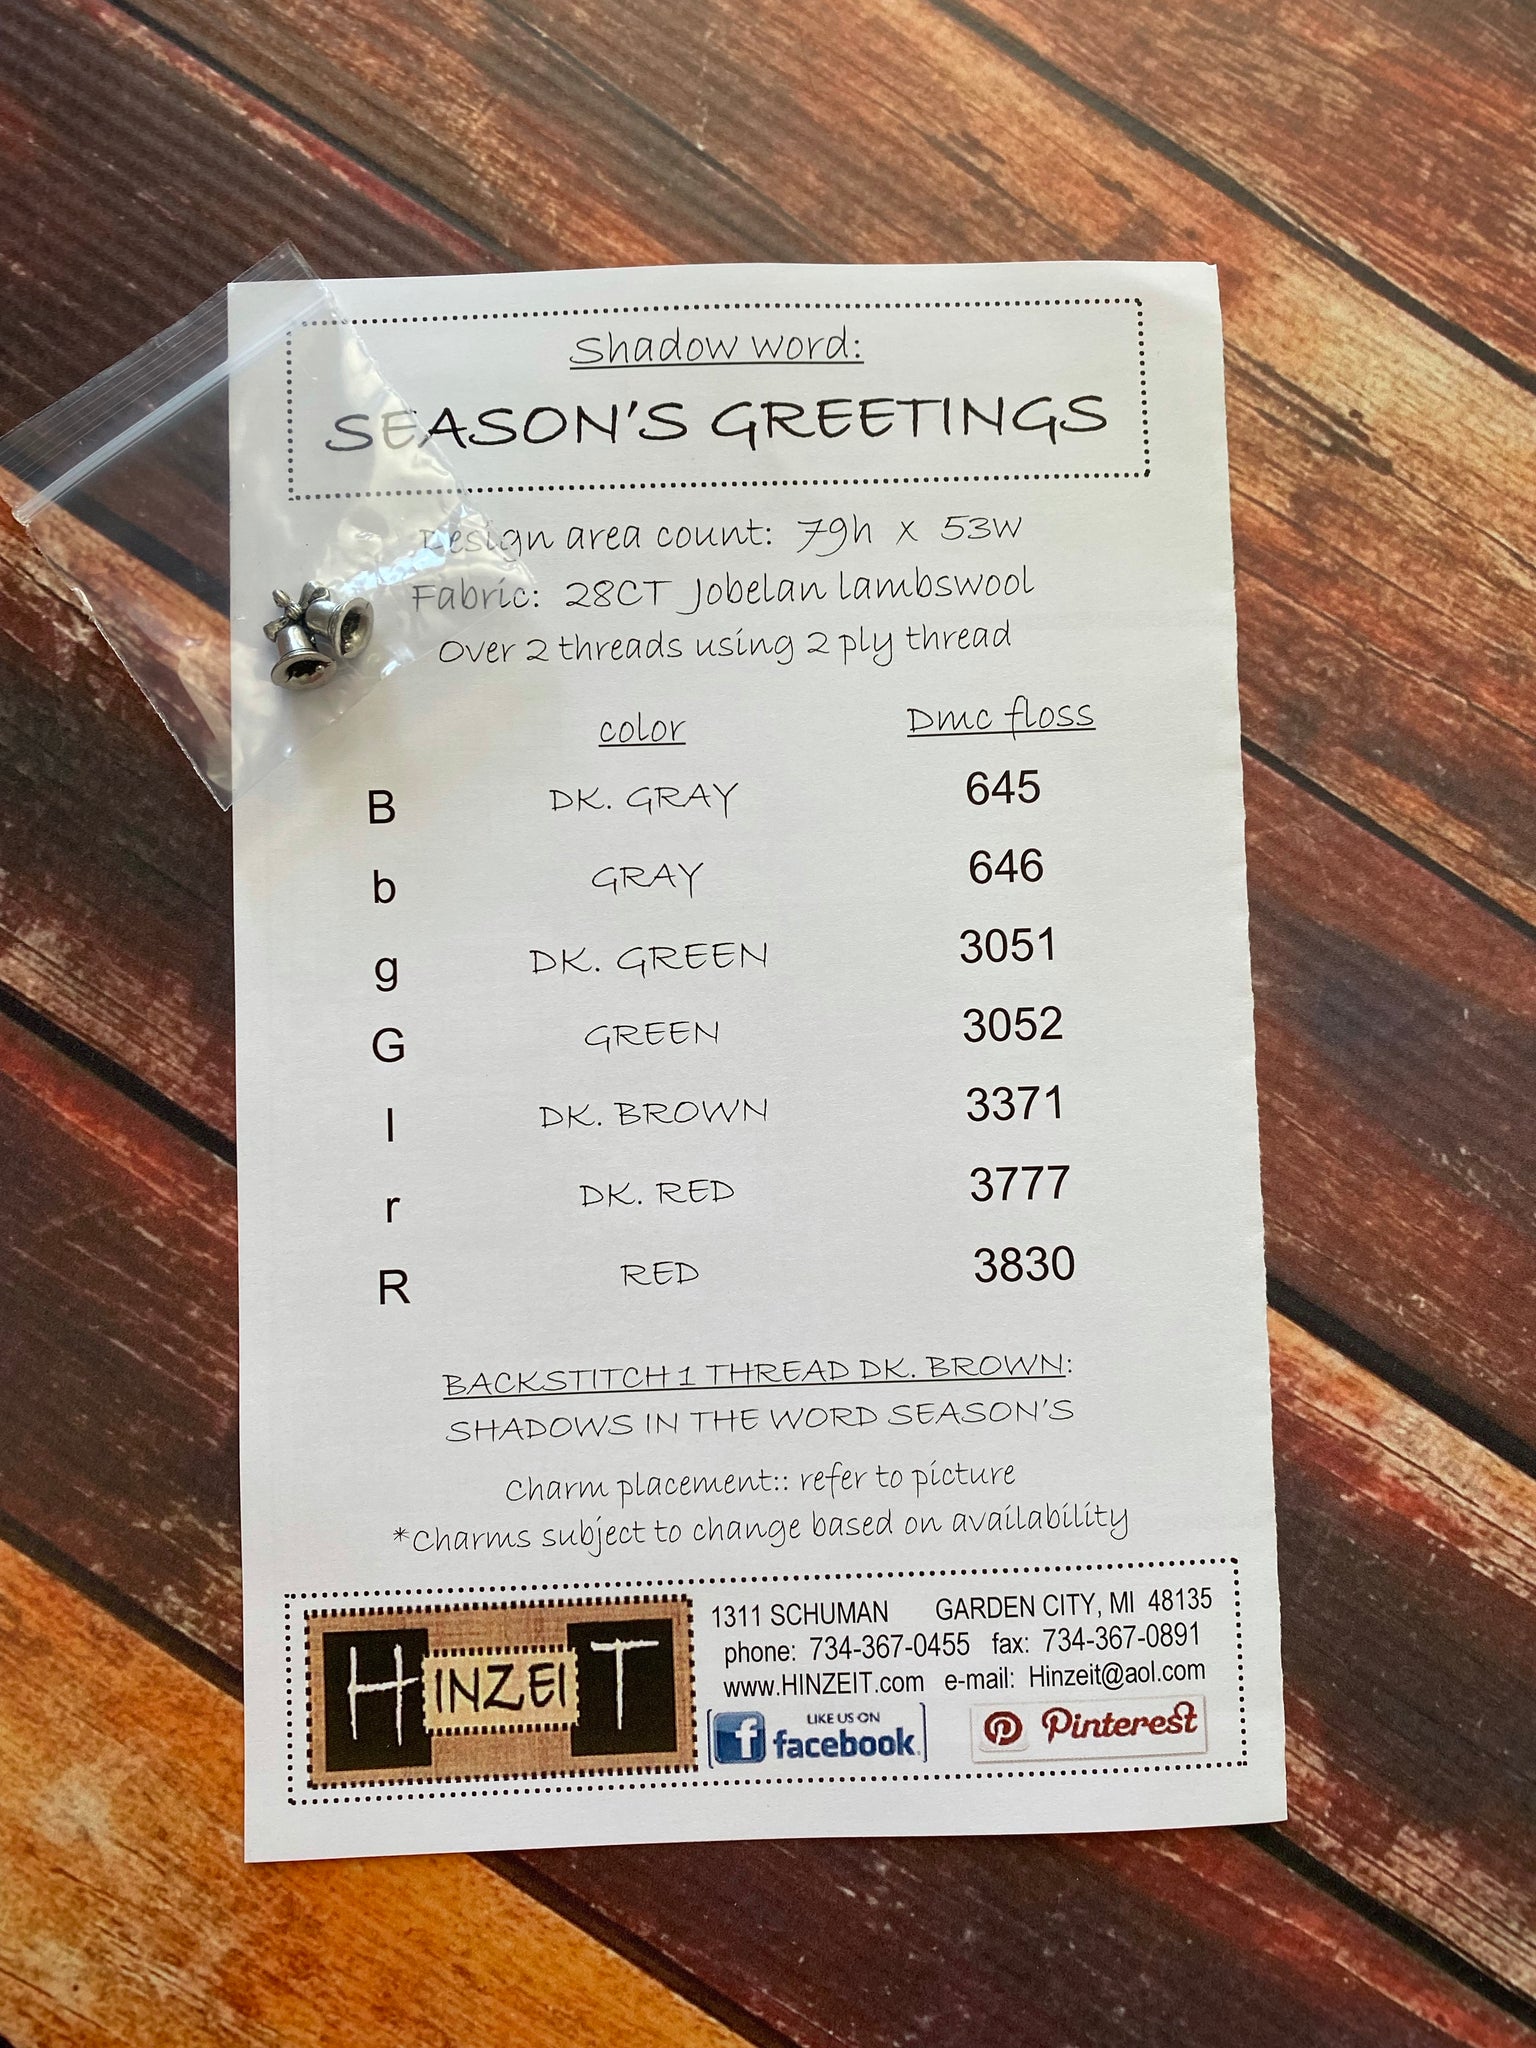 Shadow word:
SEASON'S GREETINGS
Design area count: 79h x 53w
Fabric: 28CT Jobelan lambswool
Over 2 threads using 2 ply thread
color Dmc floss
B DK. GRAY 645
b GRAY 646
g DK. GREEN 3051
G GREEN 3052
I DK. BROWN 3371
r DK. RED 3777
R RED 3830
BACKSTITCH 1 THREAD DK. BROWN:
SHADOWS IN THE WORD SEASON'S
Charm placement:: refer to picture
*Charms subject to change based on availability
HINZEIT
1311 SCHUMAN GARDEN CITY, MI 48135
phone: 734-367-0455 fax: 734-367-0891
www.HINZEIT.com e-mail: Hinzeit@aol.com
LIKE US ON
facebook
Pinterest